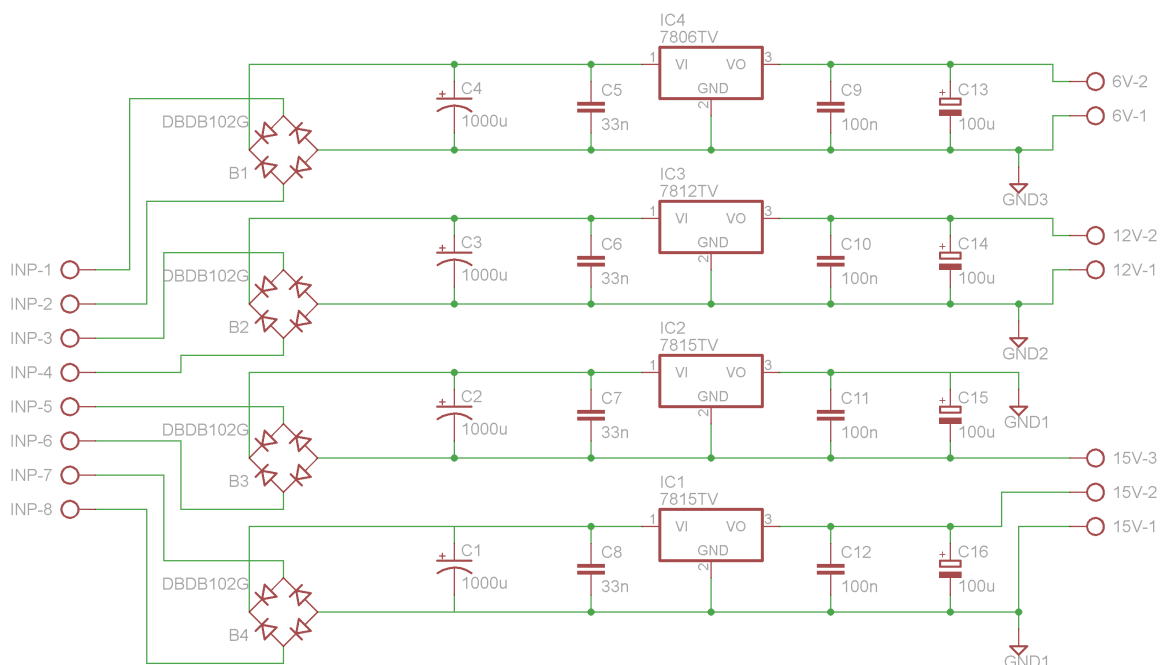 IC4
7806TV
1
VI
VO
3
GND
2
C4
1000u
C5
33n
C9
100n
C13
100u
6V-2
6V-1
DBDB102G
B1
GND3
IC3
7812TV
1
VI
VO
3
GND
2
C3
1000u
C6
33n
C10
100n
C14
100u
12V-2
12V-1
DBDB102G
B2
GND2
INP-1
INP-2
INP-3
INP-4
INP-5
INP-6
INP-7
INP-8
IC2
7815TV
1
VI
VO
3
GND
2
C2
1000u
C7
33n
C11
100n
C15
100u
GND1
DBDB102G
B3
15V-3
15V-2
15V-1
IC1
7815TV
1
VI
VO
3
GND
2
C1
1000u
C8
33n
C12
100n
C16
100u
DBDB102G
B4
GND1